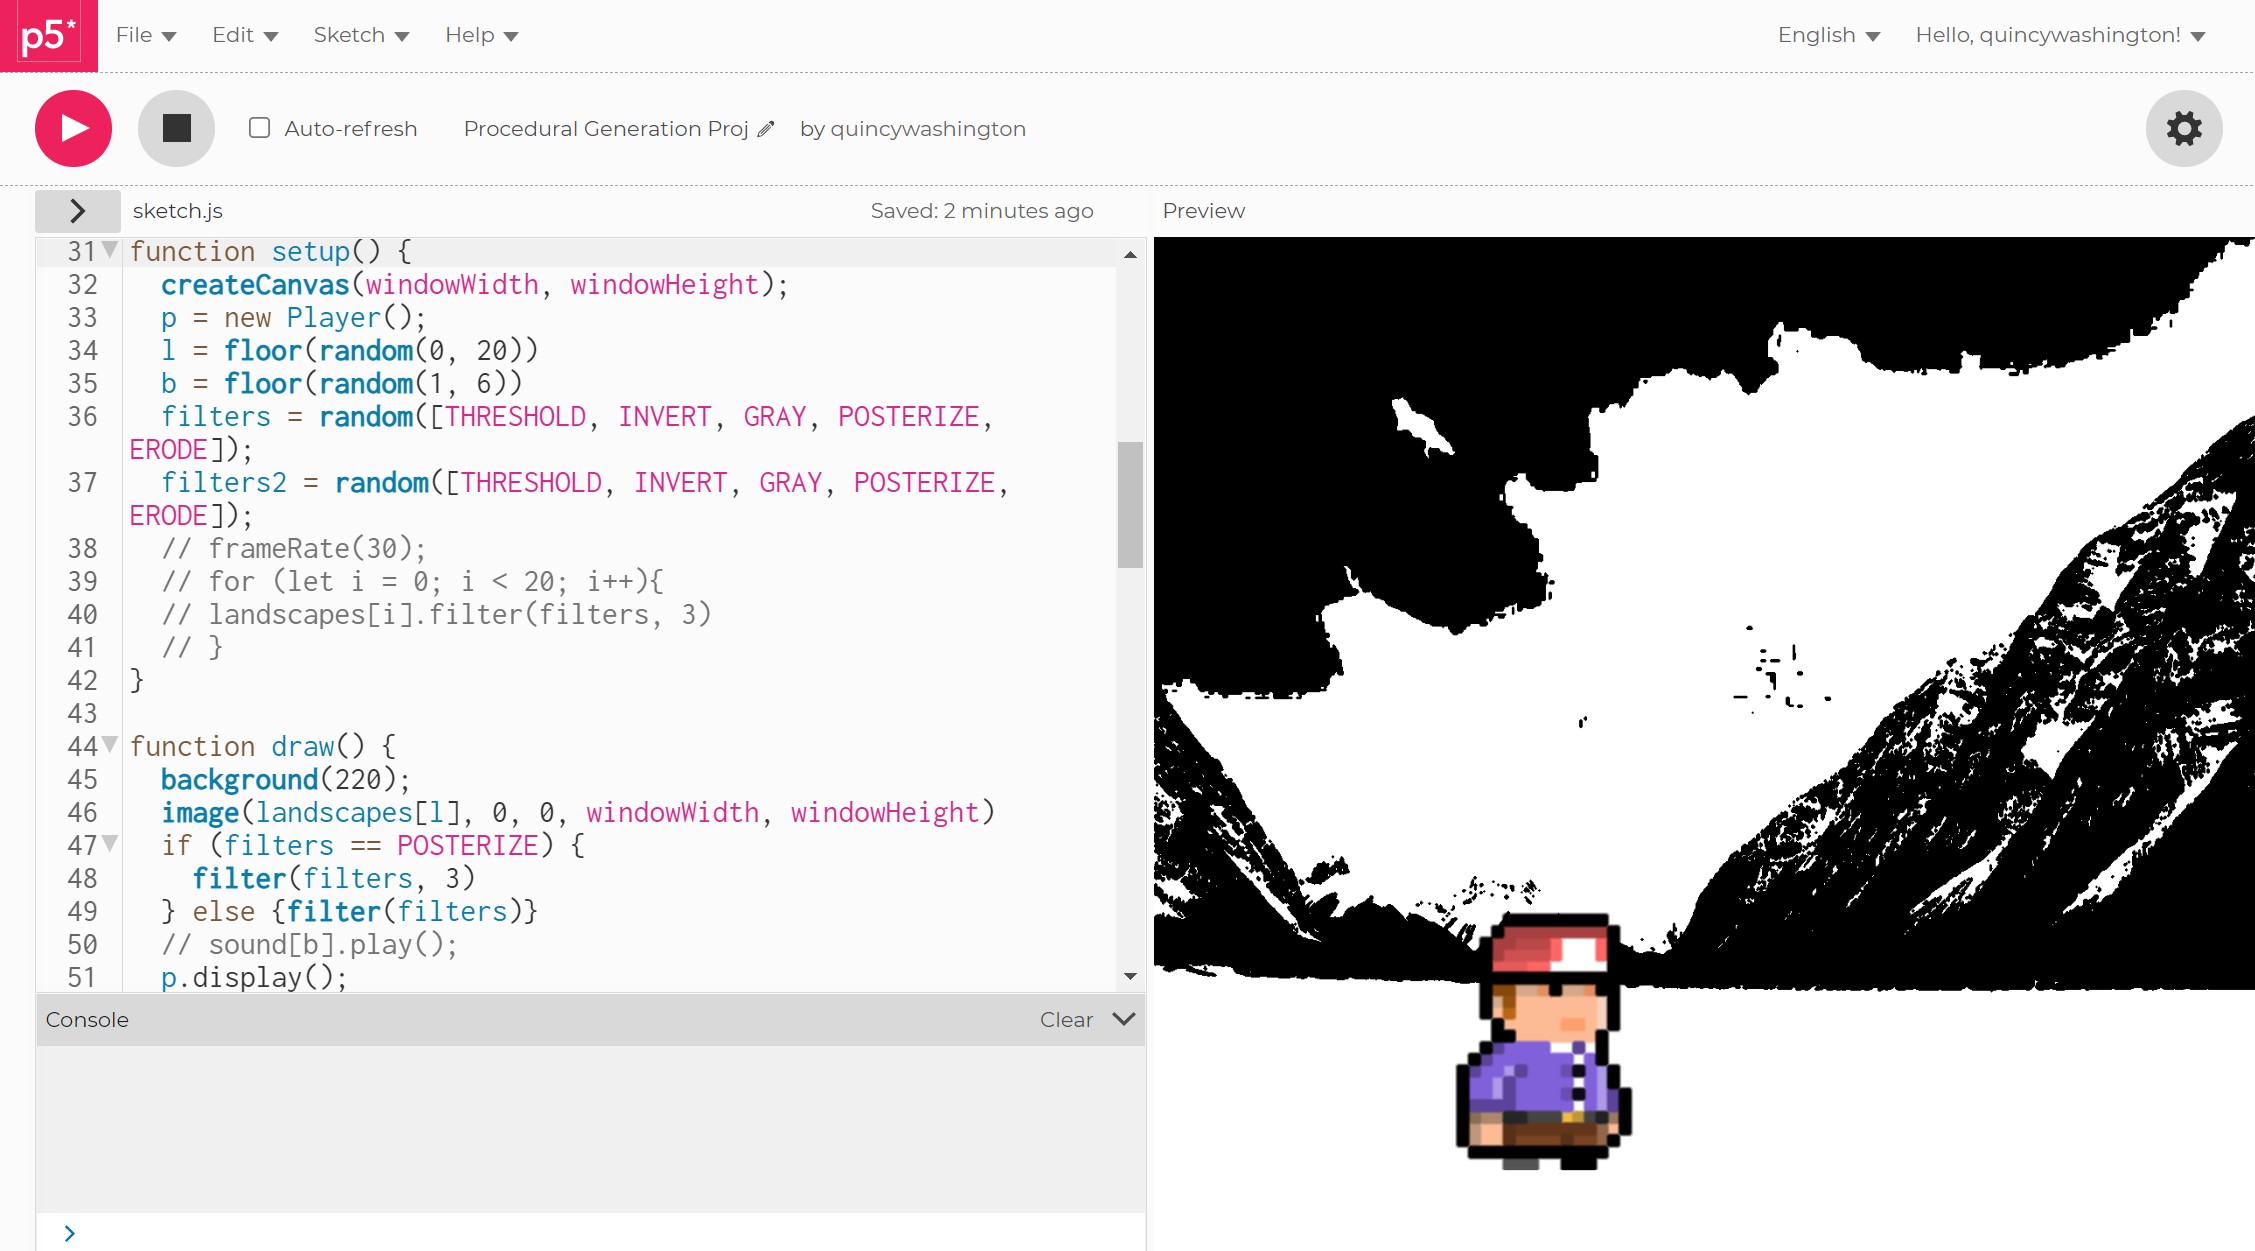 p5* File Edit Sketch Help English Hello, quincywashington!
Auto-refresh Procedural Generation Proj by quincywashington
sketch.js Saved: 2 minutes ago Preview
31 function setup() {
32 createCanvas(windowWidth, windowHeight);
33 p = new Player();
34 l = floor(random(0, 20))
35 b = floor(random(1, 6))
36 filters = random([THRESHOLD, INVERT, GRAY, POSTERIZE,
ERODE]);
37 filters2 = random([THRESHOLD, INVERT, GRAY, POSTERIZE,
ERODE]);
38 // frameRate(30);
39 // for (let i = 0; i < 20; i++){
40 // landscapes[i].filter(filters, 3)
41 // }
42 }
43
44 function draw() {
45 background(220);
46 image(landscapes[l], 0, 0, windowWidth, windowHeight)
47 if (filters == POSTERIZE) {
48 filter(filters, 3)
49 } else {filter(filters)}
50 // sound[b].play();
51 p.display();
Console Clear
>